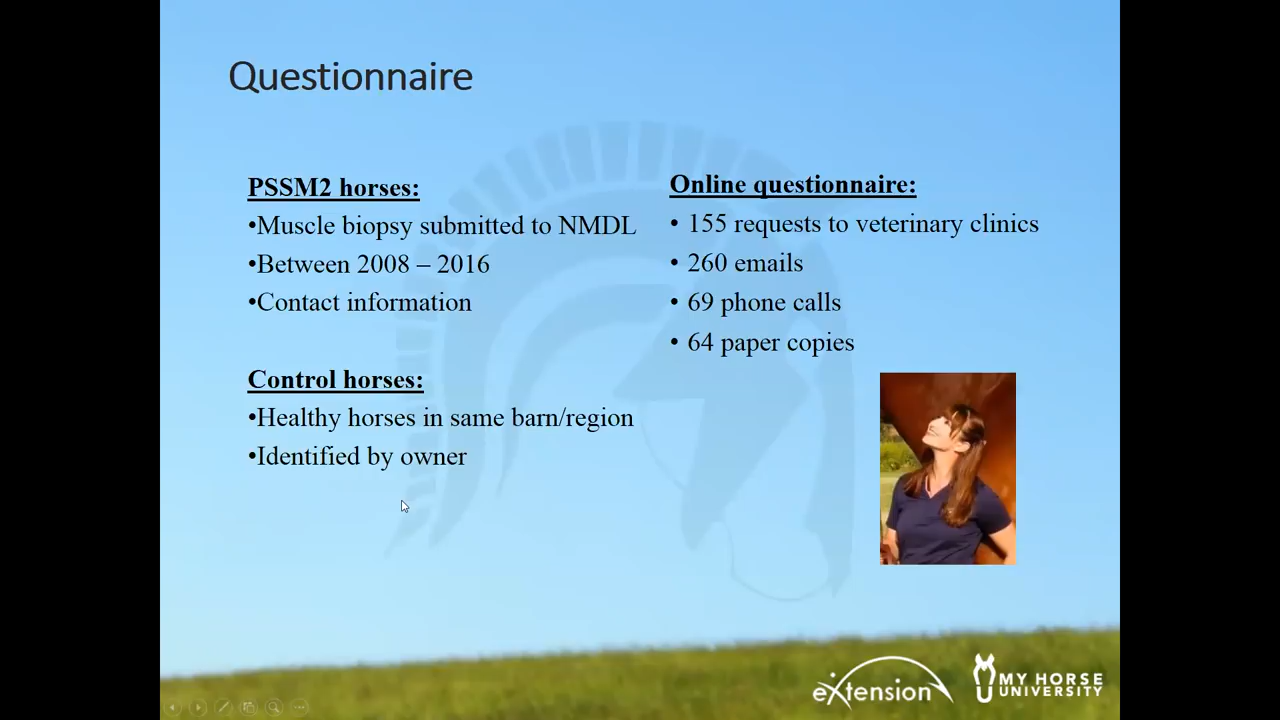 Questionnaire
PSSM2 horses:
•Muscle biopsy submitted to NMDL
•Between 2008 – 2016
•Contact information
Control horses:
•Healthy horses in same barn/region
•Identified by owner
Online questionnaire:
• 155 requests to veterinary clinics
• 260 emails
• 69 phone calls
• 64 paper copies
eXtension
MY HORSE
UNIVERSITY